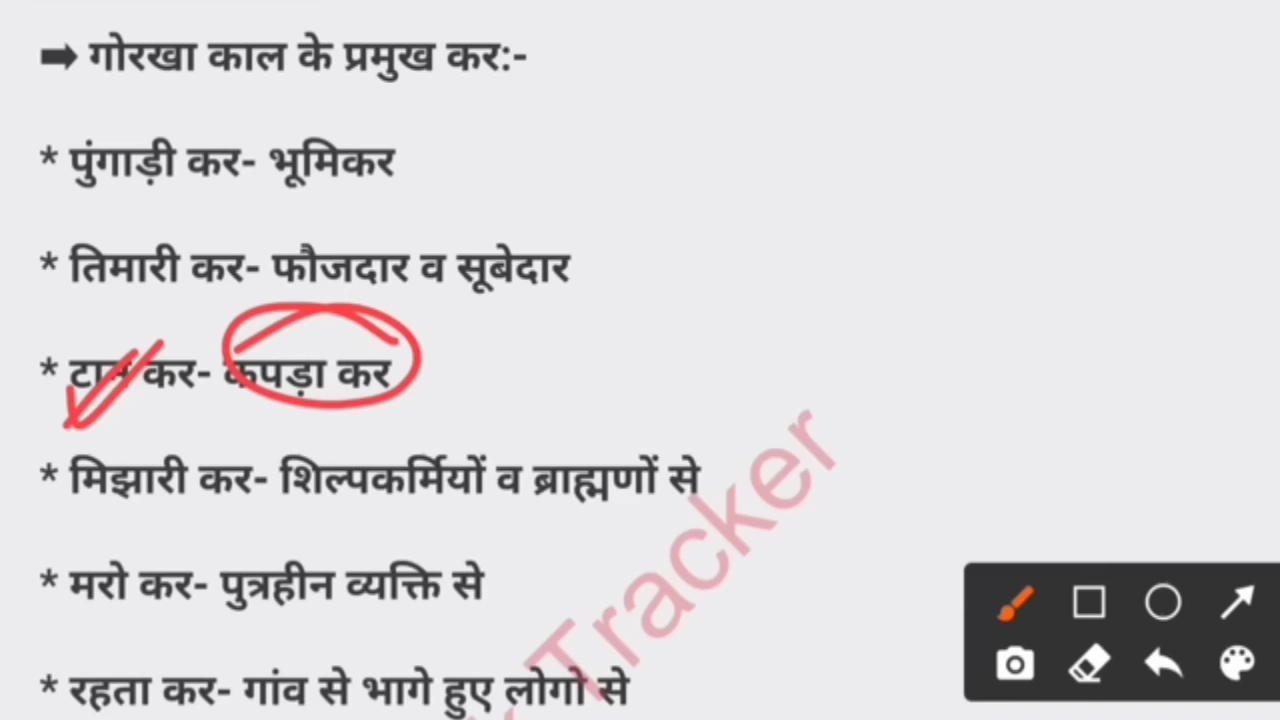 ➡ गोरखा काल के प्रमुख कर:-
* पुंगाड़ी कर- भूमिकर
* तिमारी कर- फौजदार व सूबेदार
* टान कर- कपड़ा कर
* मिझारी कर- शिल्पकर्मियों व ब्राह्मणों से
* मरो कर- पुत्रहीन व्यक्ति से
* रहता कर- गांव से भागे हुए लोगो से
Tracker